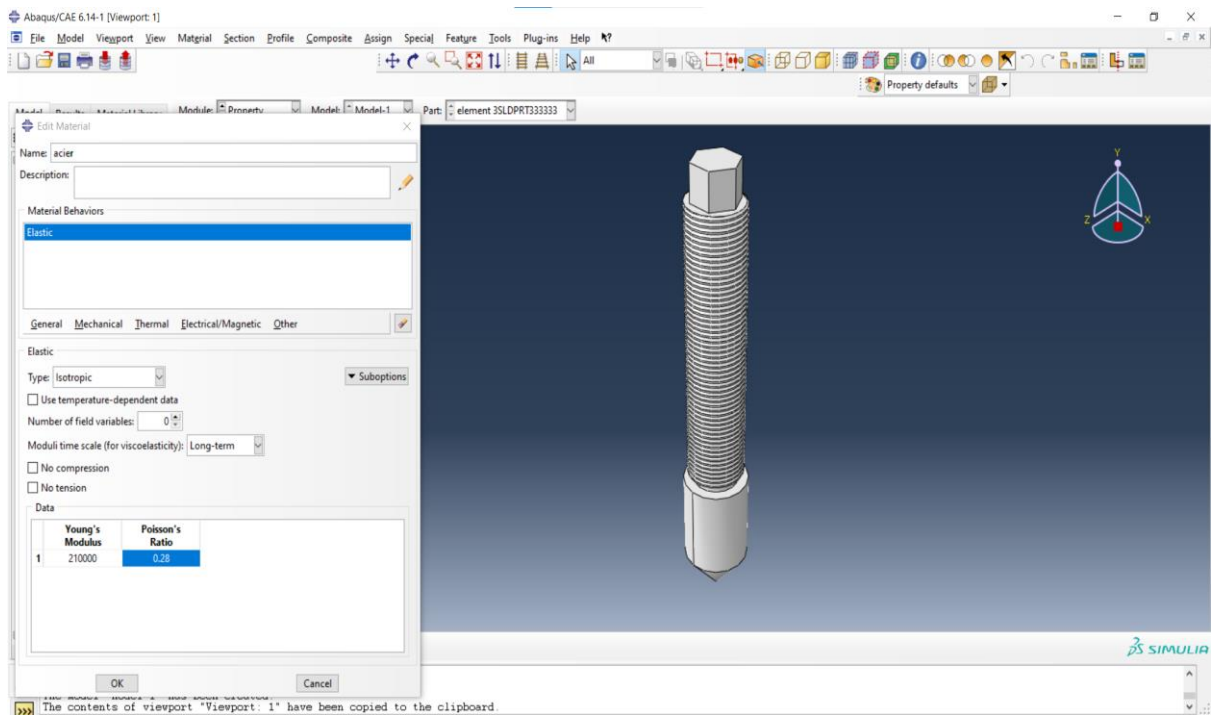 Abaqus/CAE 6.14-1 [Viewport: 1]
File Model Viewport View Material Section Profile Composite Assign Special Feature Tools Plug-ins Help
All
Property defaults
Module: Property Model: Model-1 Part: element 3SLDPRT333333
Edit Material
Name: acier
Description:
Material Behaviors
Elastic
General Mechanical Thermal Electrical/Magnetic Other
Elastic
Type: Isotropic
Suboptions
Use temperature-dependent data
Number of field variables: 0
Moduli time scale (for viscoelasticity): Long-term
No compression
No tension
Data
Young's Modulus
Poisson's Ratio
1 210000 0.28
OK Cancel
Y
Z X
SIMULIA
The contents of viewport "Viewport: 1" have been copied to the clipboard.